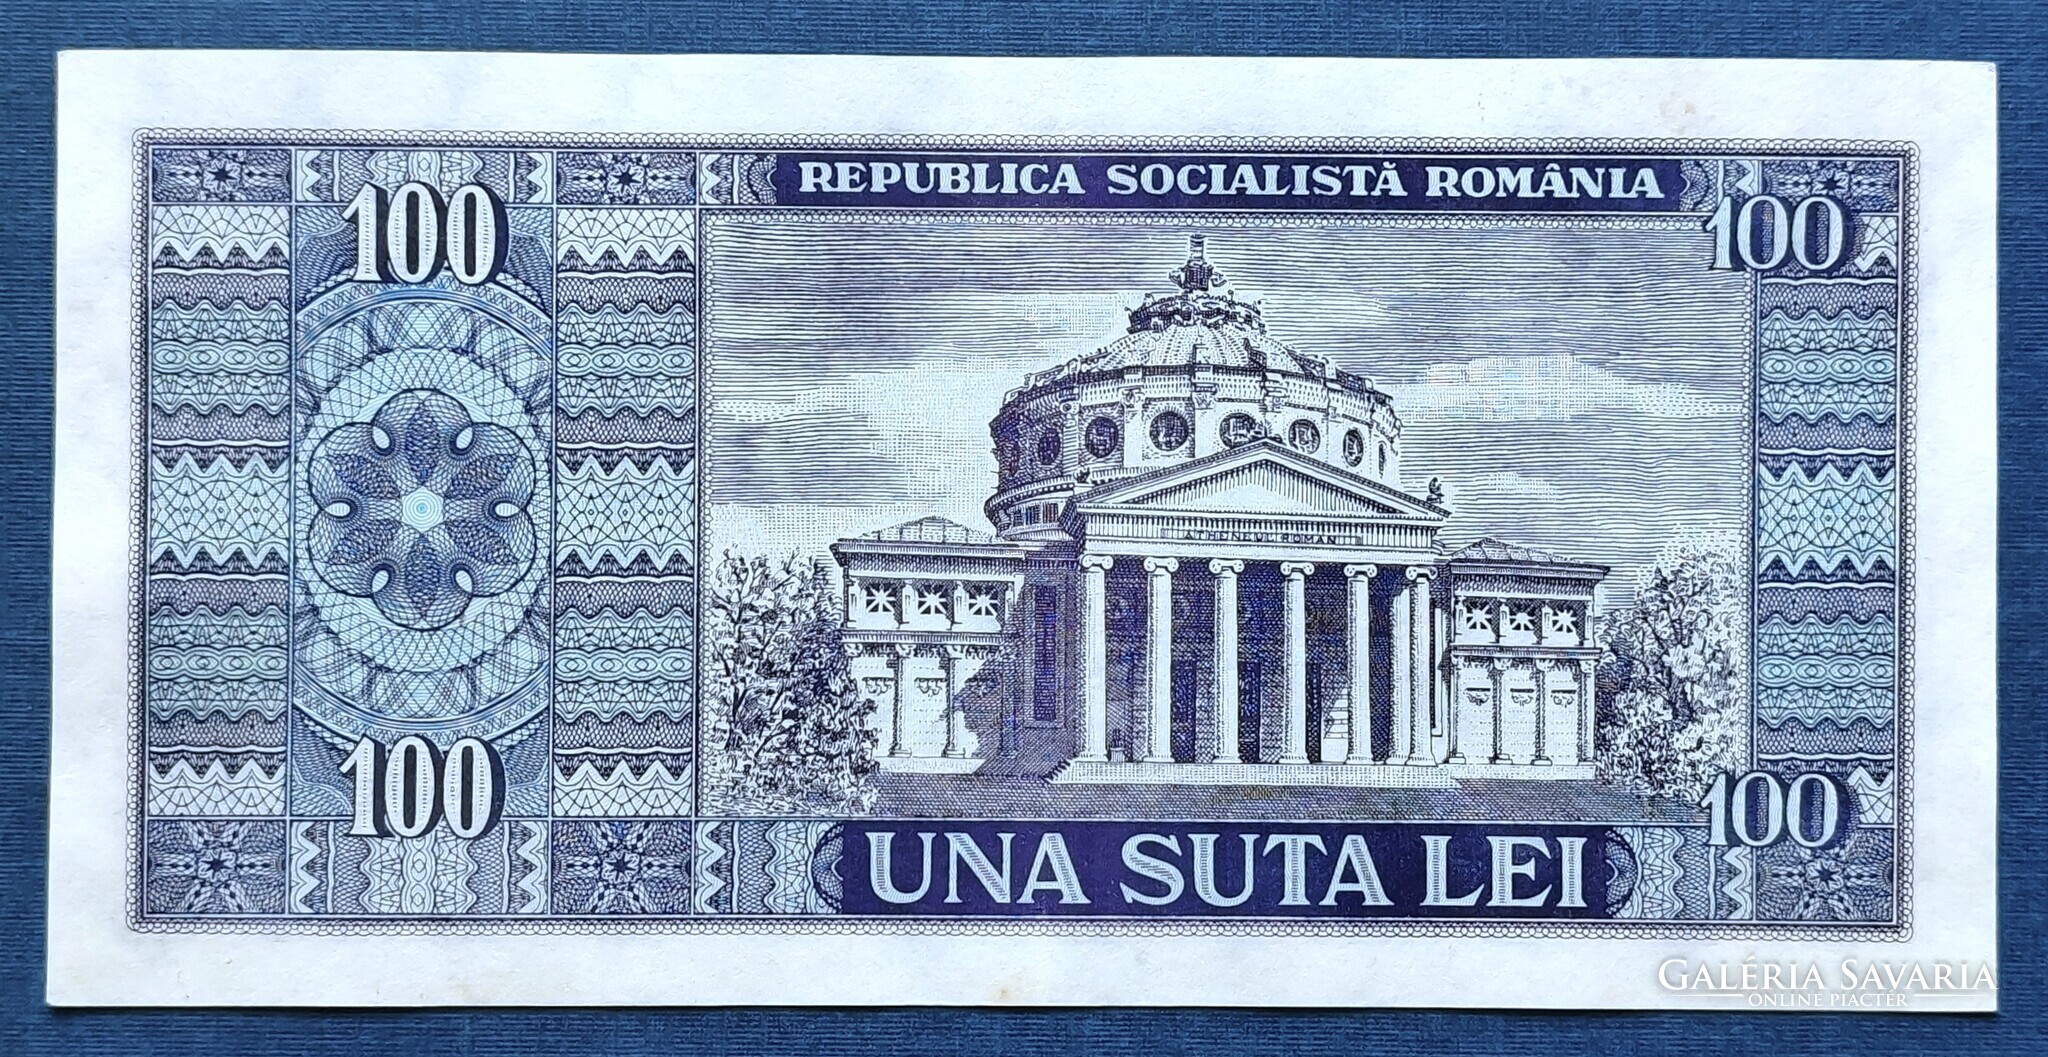 REPUBLICA SOCIALISTĂ ROMÂNIA
100
100
ATHENEUL ROMAN
100
100
UNA SUTA LEI
GALÉRIA SAVARIA
ONLINE PIACTÉR